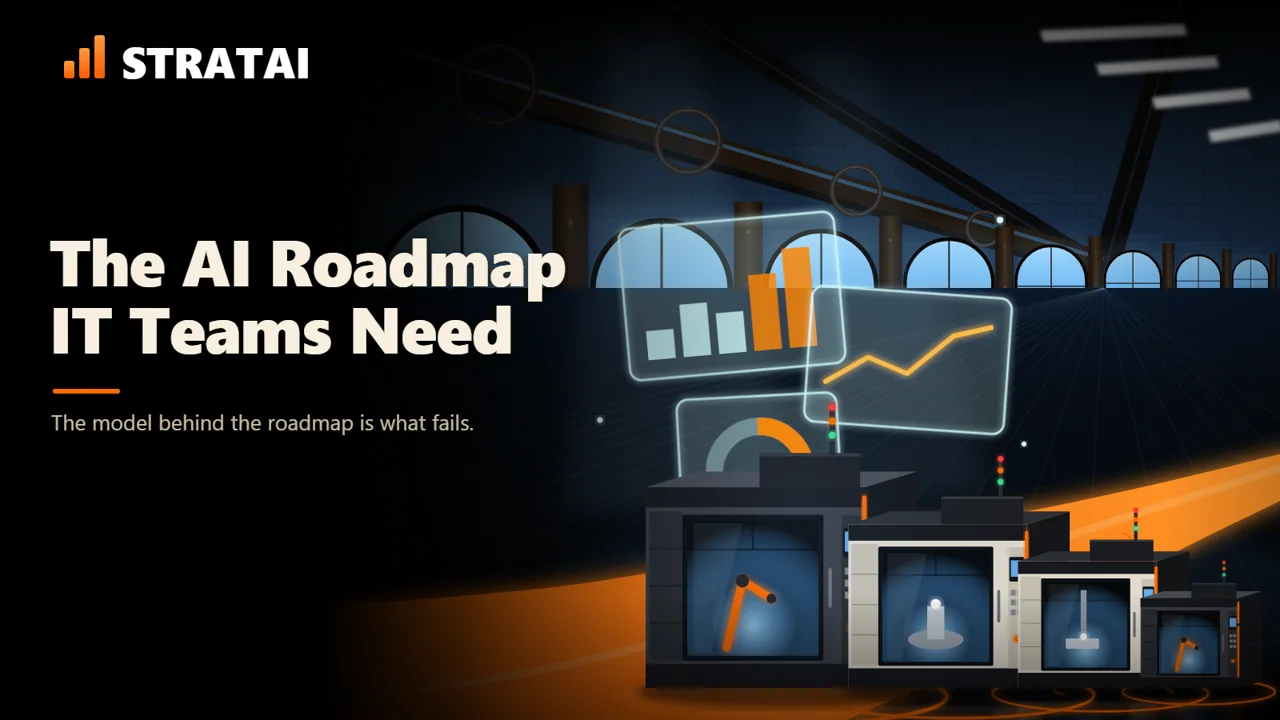 STRATAI
The AI Roadmap
IT Teams Need
The model behind the roadmap is what fails.